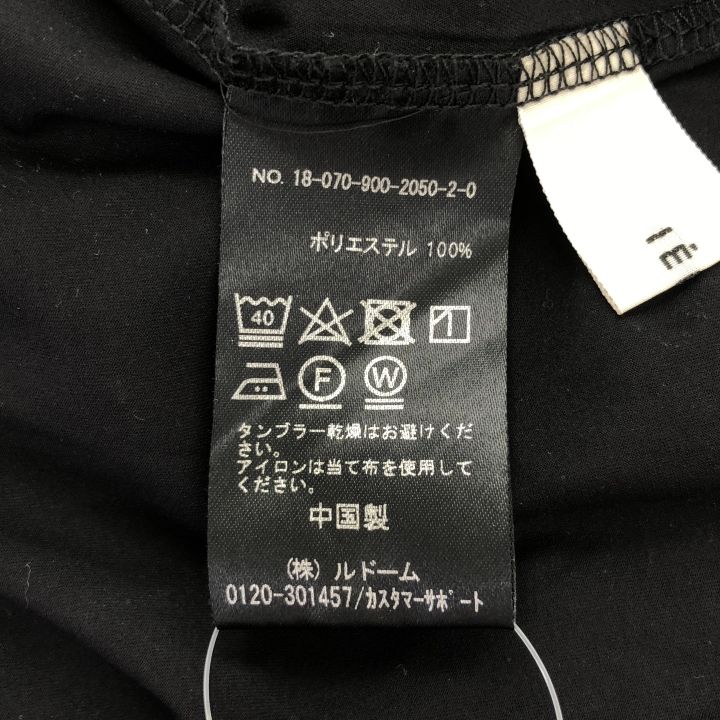 NO. 18-070-900-2050-2-0
ポリエステル 100%
40
F
W
タンブラー乾燥はお避けくだ
さい。
アイロンは当て布を使用して
ください。
中国製
(株) ルドーム
0120-301457/カスタマーサポート